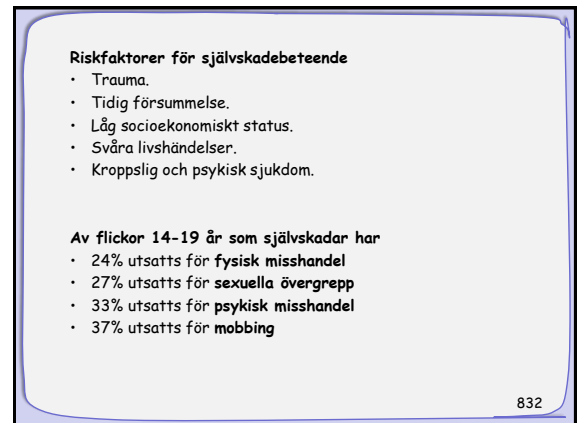 Riskfaktorer för självskadebeteende
• Trauma.
• Tidig försummelse.
• Låg socioekonomiskt status.
• Svåra livshändelser.
• Kroppslig och psykisk sjukdom.
Av flickor 14-19 år som självskadar har
• 24% utsatts för fysisk misshandel
• 27% utsatts för sexuella övergrepp
• 33% utsatts för psykisk misshandel
• 37% utsatts för mobbing
832